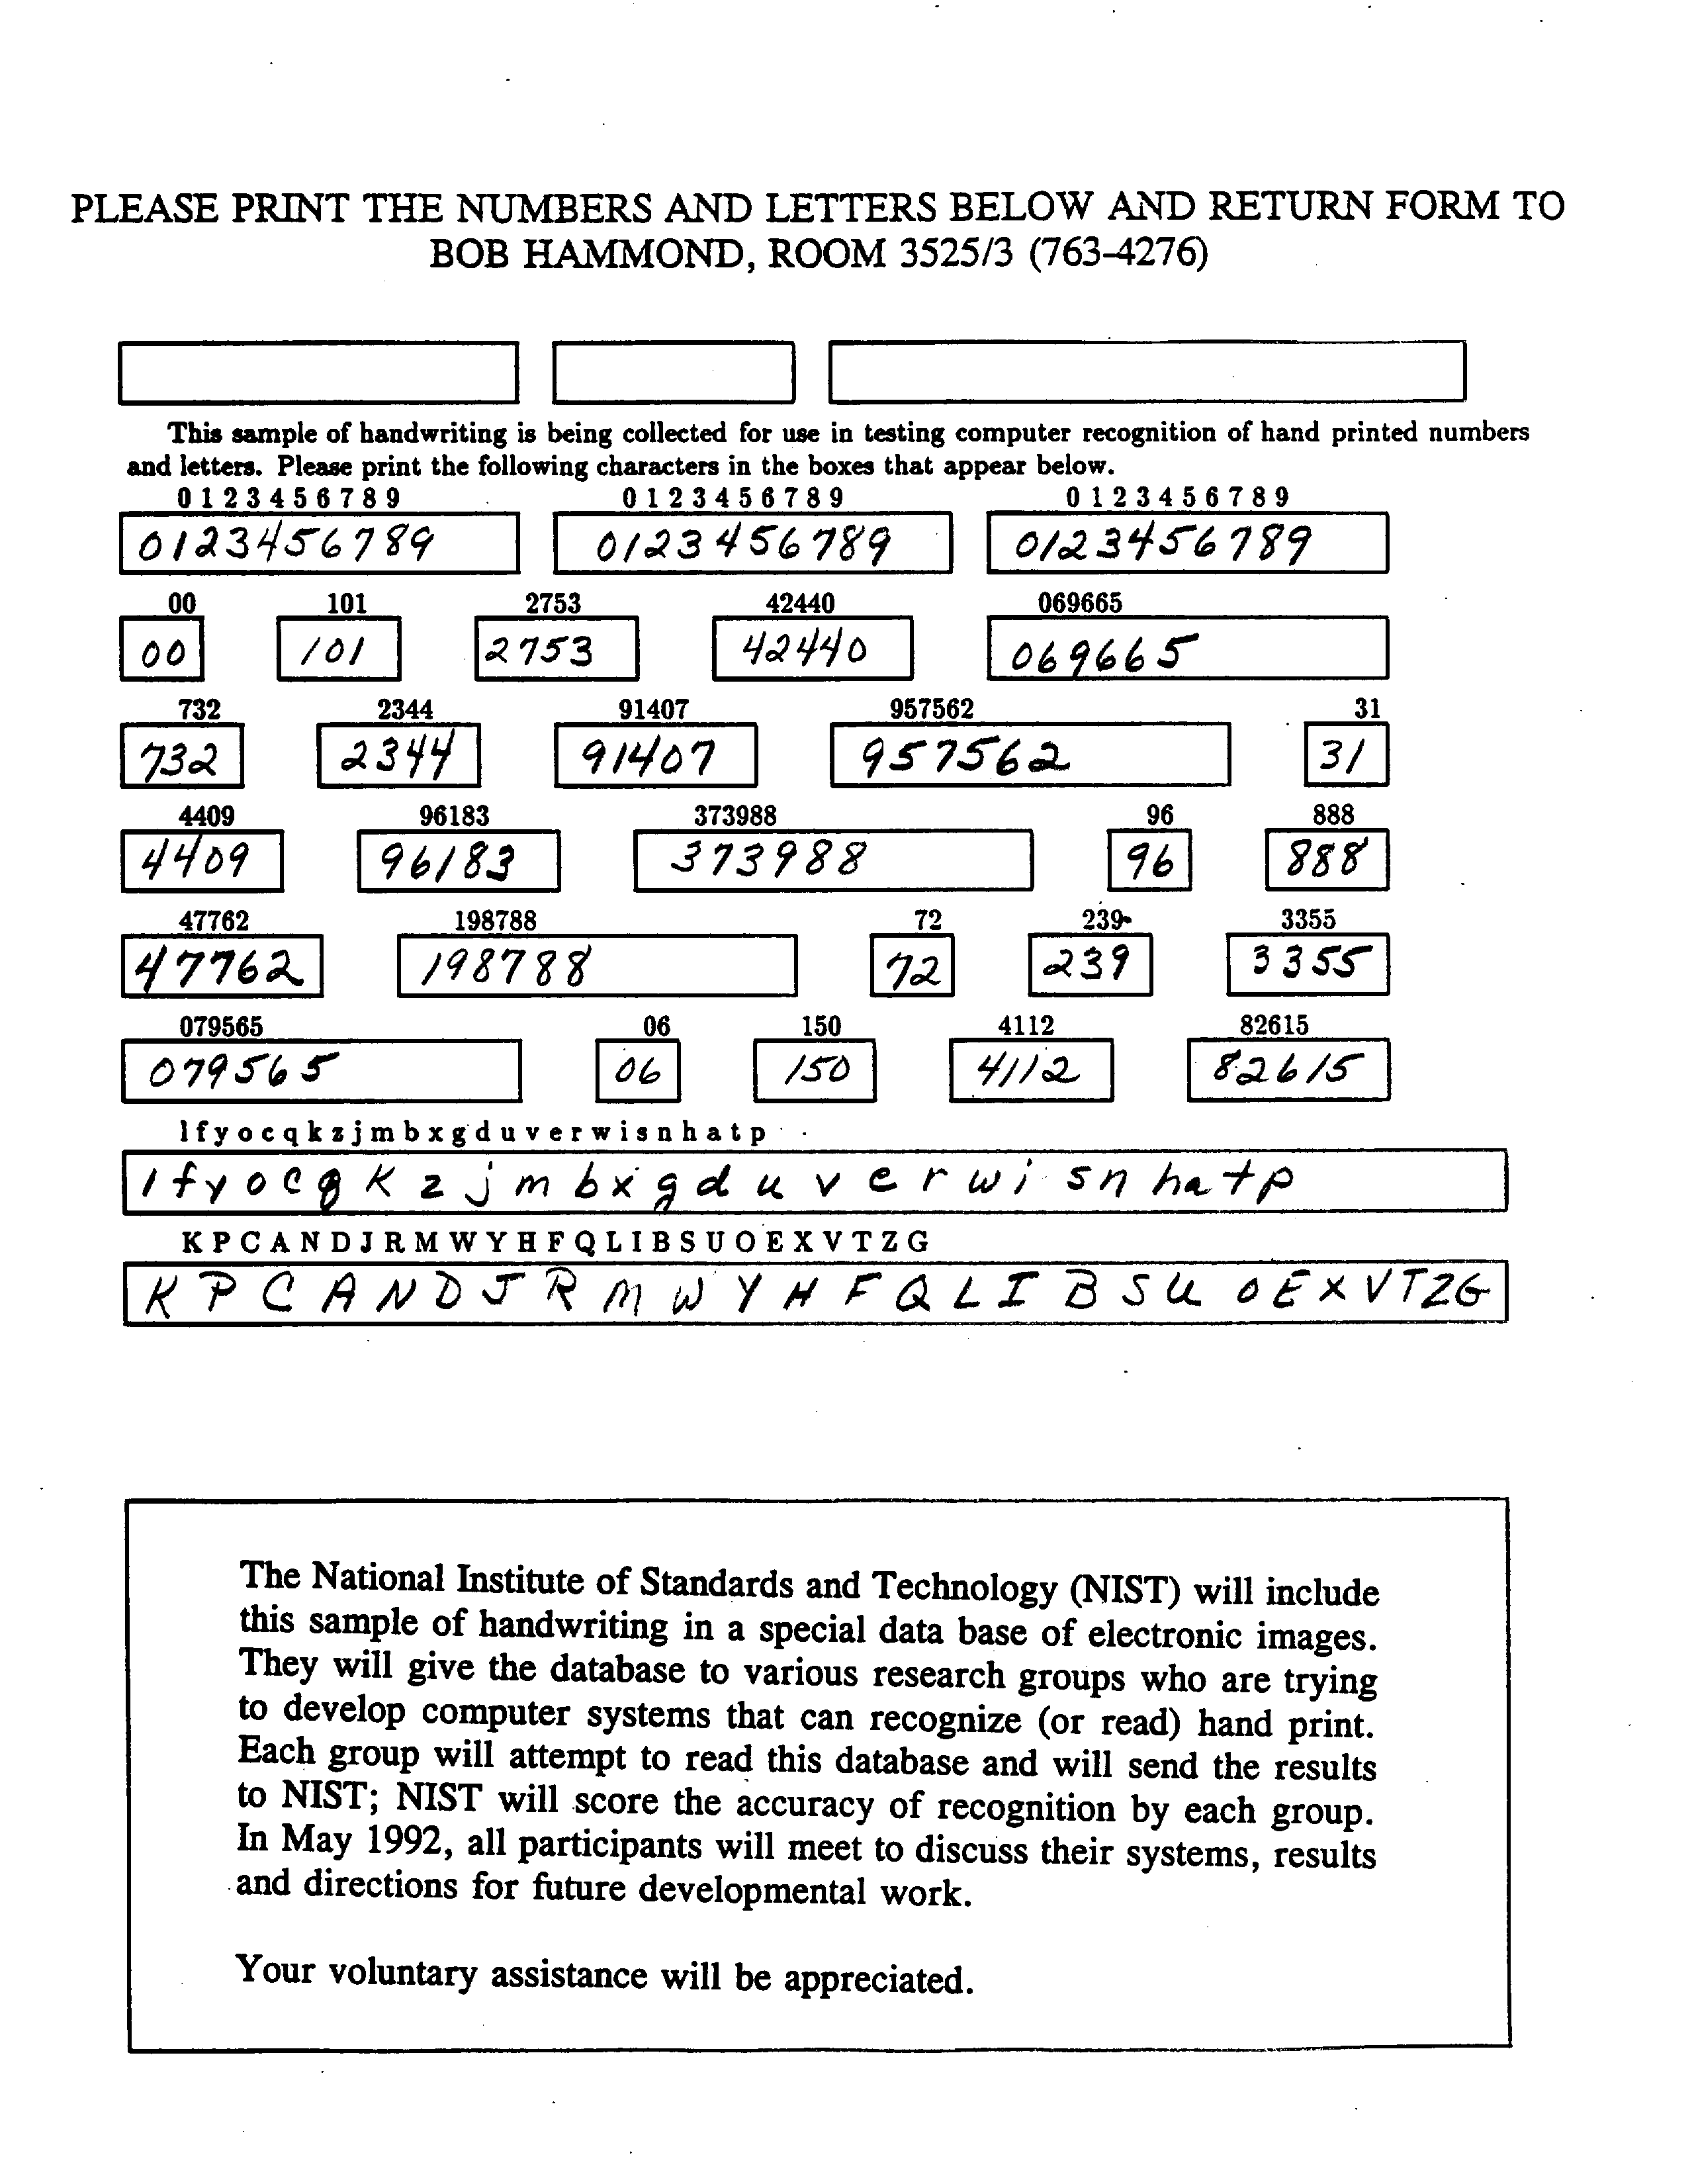 PLEASE PRINT THE NUMBERS AND LETTERS BELOW AND RETURN FORM TO
BOB HAMMOND, ROOM 3525/3 (763-4276)
This sample of handwriting is being collected for use in testing computer recognition of hand printed numbers
and letters. Please print the following characters in the boxes that appear below.
0 1 2 3 4 5 6 7 8 9 0 1 2 3 4 5 6 7 8 9 0 1 2 3 4 5 6 7 8 9
0123456789 0123456789 0123456789
00 101 2753 42440 069665
00 101 2753 42440 069665
732 2344 91407 957562 31
732 2344 91407 957562 31
4409 96183 373988 96 888
4409 96183 373988 96 888
47762 198788 72 239 3355
47762 198788 72 239 3355
079565 06 150 4112 82615
079565 06 150 4112 82615
l f y o c q k z j m b x g d u v e r w i s n h a t p
l f y o c q k z j m b x g d u v e r w i s n h a t p
K P C A N D J R M W Y H F Q L I B S U O E X V T Z G
K P C A N D J R M W Y H F Q L I B S U O E X V T Z G
The National Institute of Standards and Technology (NIST) will include
this sample of handwriting in a special data base of electronic images.
They will give the database to various research groups who are trying
to develop computer systems that can recognize (or read) hand print.
Each group will attempt to read this database and will send the results
to NIST; NIST will score the accuracy of recognition by each group.
In May 1992, all participants will meet to discuss their systems, results
and directions for future developmental work.
Your voluntary assistance will be appreciated.